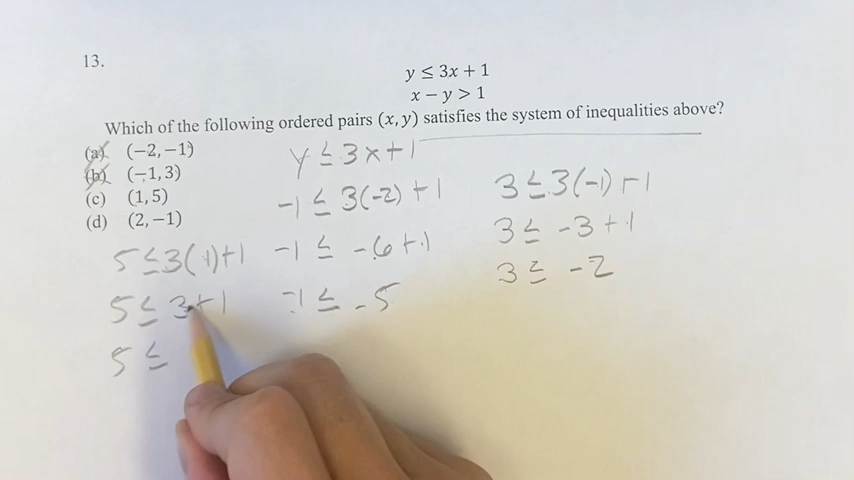 13.
y ≤ 3x + 1
x − y > 1
Which of the following ordered pairs (x, y) satisfies the system of inequalities above?
(a) (−2, −1)
(b) (−1, 3)
(c) (1, 5)
(d) (2, −1)
y ≤ 3x+1
-1 ≤ 3(-2) + 1
-1 ≤ -6+1
-1 ≤ -5
3 ≤ 3(-1)+1
3 ≤ -3+1
3 ≤ -2
5 ≤ 3(1)+1
5 ≤ 3+1
5 ≤